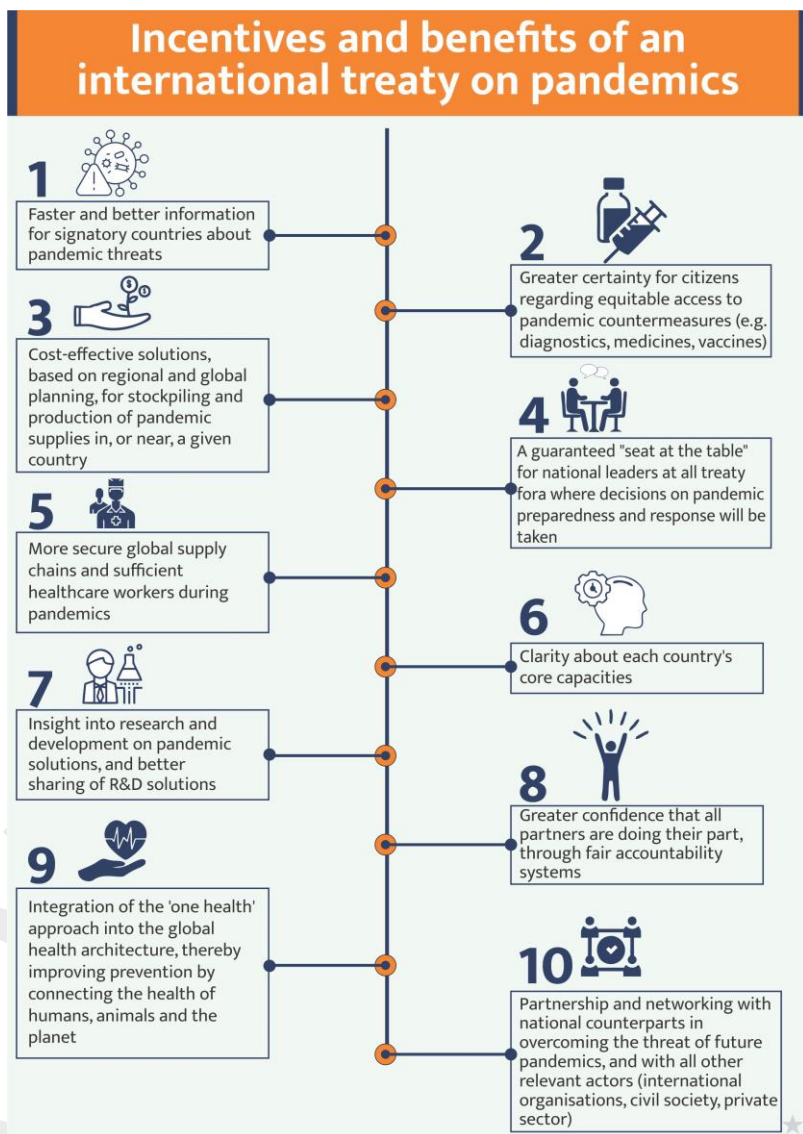 Incentives and benefits of an
international treaty on pandemics
1
Faster and better information
for signatory countries about
pandemic threats
2
Greater certainty for citizens
regarding equitable access to
pandemic countermeasures (e.g.
diagnostics, medicines, vaccines)
3
Cost-effective solutions,
based on regional and global
planning, for stockpiling and
production of pandemic
supplies in, or near, a given
country
4
A guaranteed "seat at the table"
for national leaders at all treaty
fora where decisions on pandemic
preparedness and response will be
taken
5
More secure global supply
chains and sufficient
healthcare workers during
pandemics
6
Clarity about each country's
core capacities
7
Insight into research and
development on pandemic
solutions, and better
sharing of R&D solutions
8
Greater confidence that all
partners are doing their part,
through fair accountability
systems
9
Integration of the 'one health'
approach into the global
health architecture, thereby
improving prevention by
connecting the health of
humans, animals and the
planet
10
Partnership and networking with
national counterparts in
overcoming the threat of future
pandemics, and with all other
relevant actors (international
organisations, civil society, private
sector)